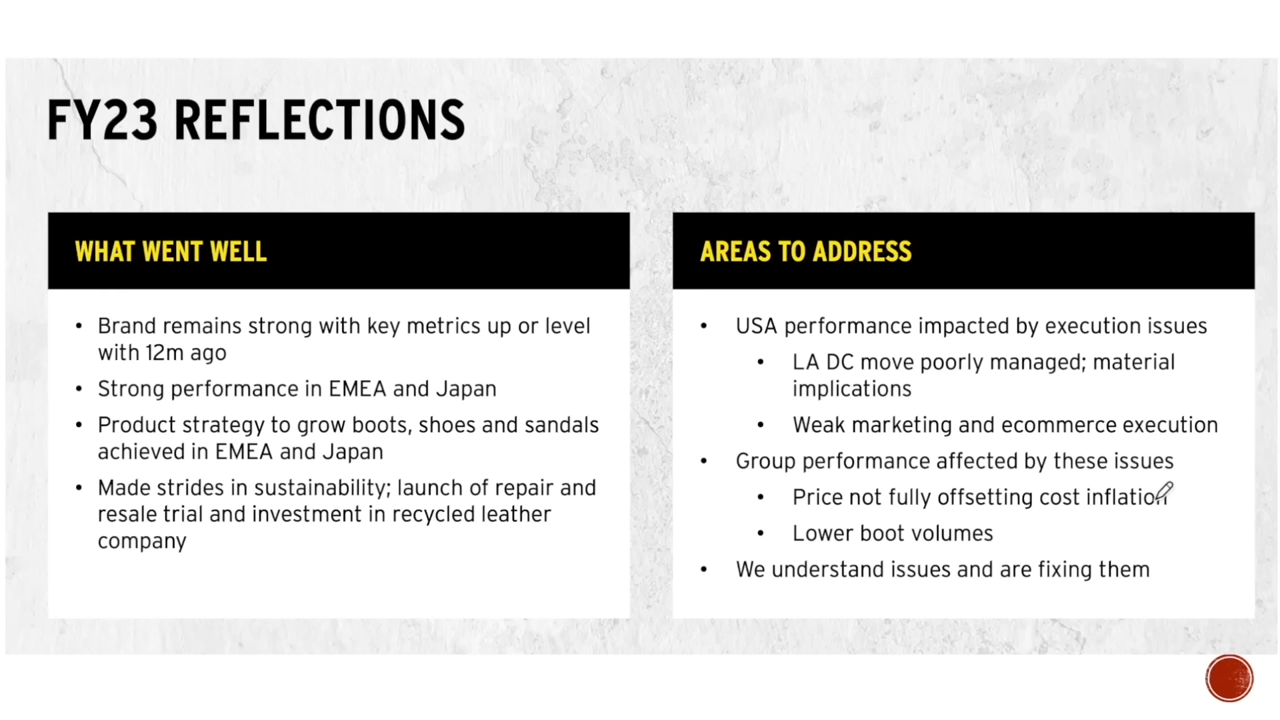 FY23 REFLECTIONS
WHAT WENT WELL
• Brand remains strong with key metrics up or level
with 12m ago
• Strong performance in EMEA and Japan
• Product strategy to grow boots, shoes and sandals
achieved in EMEA and Japan
• Made strides in sustainability; launch of repair and
resale trial and investment in recycled leather
company
AREAS TO ADDRESS
• USA performance impacted by execution issues
• LA DC move poorly managed; material
implications
• Weak marketing and ecommerce execution
• Group performance affected by these issues
• Price not fully offsetting cost inflation
• Lower boot volumes
• We understand issues and are fixing them